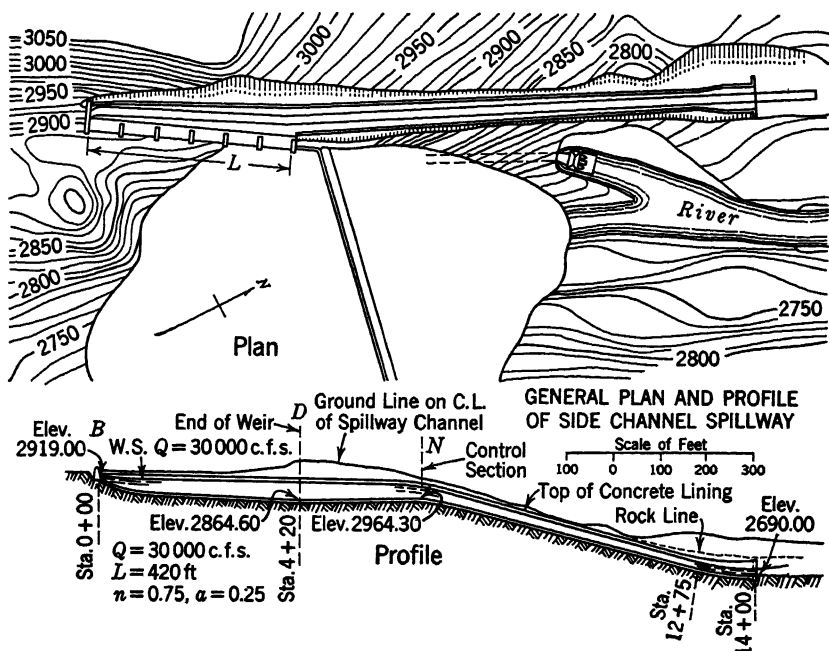 3050
3000
2950
2900
3000
2950
2900
2850
2800
L
River
2850
2800
2750
N
Plan
2750
2800
GENERAL PLAN AND PROFILE
OF SIDE CHANNEL SPILLWAY
Scale of Feet
100 0 100 200 300
Elev.
2919.00
B
W.S. Q = 30 000 c.f.s.
End of Weir
D
Ground Line on C.L.
of Spillway Channel
N
Control
Section
Top of Concrete Lining
Rock Line
Elev.
2690.00
Sta. 0 + 00
Elev. 2864.60
Sta. 4 + 20
Elev. 2964.30
Profile
Q = 30 000 c.f.s.
L = 420 ft
n = 0.75, a = 0.25
Sta.
12 + 75
Sta.
14 + 00